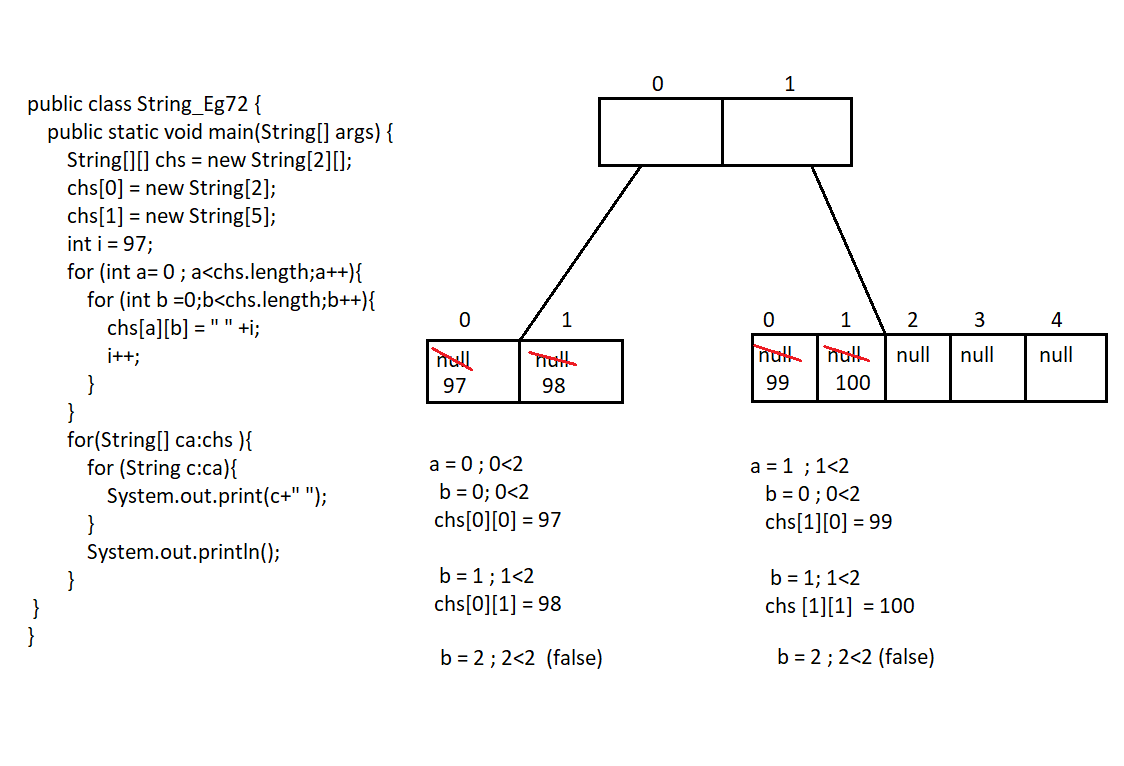 public class String_Eg72 {
public static void main(String[] args) {
String[][] chs = new String[2][];
chs[0] = new String[2];
chs[1] = new String[5];
int i = 97;
for (int a= 0 ; a<chs.length;a++){
for (int b =0;b<chs.length;b++){
chs[a][b] = " " +i;
i++;
}
}
for(String[] ca:chs ){
for (String c:ca){
System.out.print(c+" ");
}
System.out.println();
}
}
}
0 1
0 1
null null
97 98
0 1 2 3 4
null null null null null
99 100
a = 0 ; 0<2
b = 0; 0<2
chs[0][0] = 97
b = 1 ; 1<2
chs[0][1] = 98
b = 2 ; 2<2 (false)
a = 1 ; 1<2
b = 0 ; 0<2
chs[1][0] = 99
b = 1; 1<2
chs [1][1] = 100
b = 2 ; 2<2 (false)